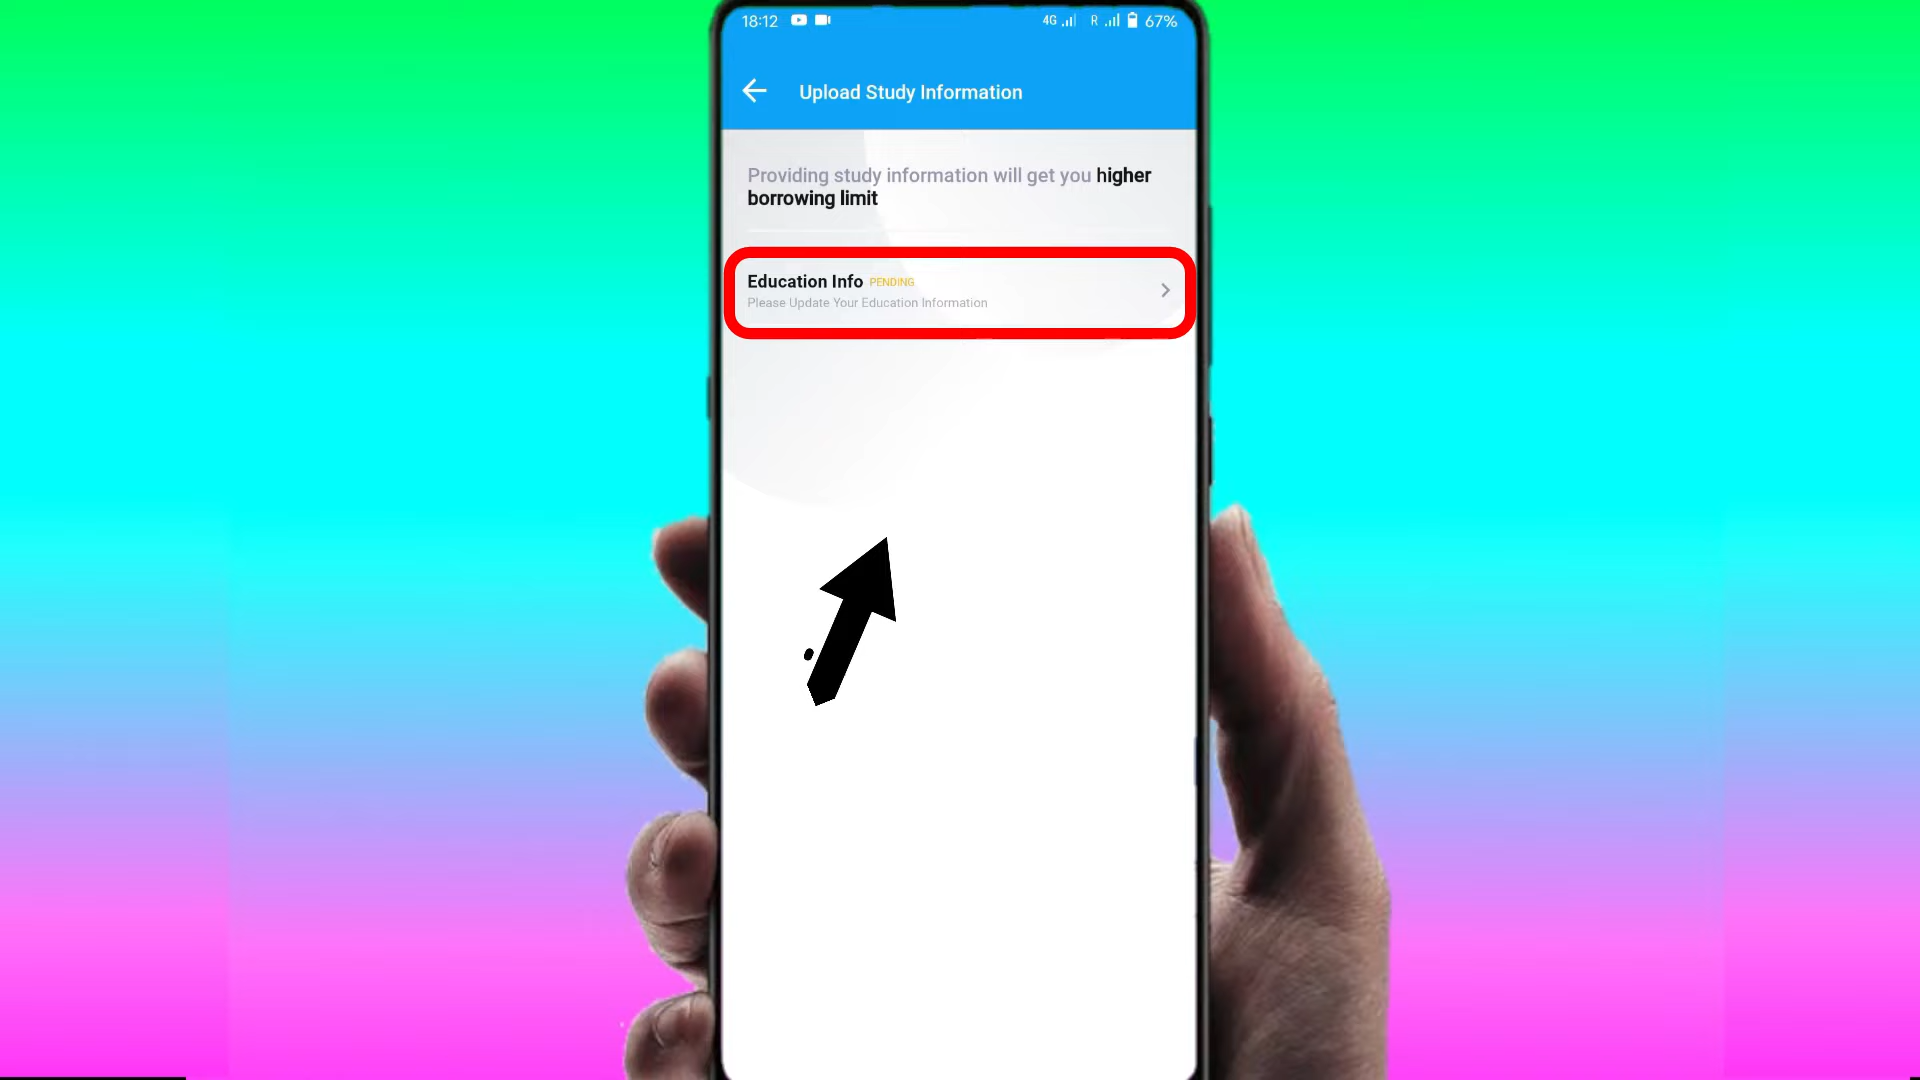 18:12
4G R 67%
Upload Study Information
Providing study information will get you higher
borrowing limit
Education Info PENDING
Please Update Your Education Information